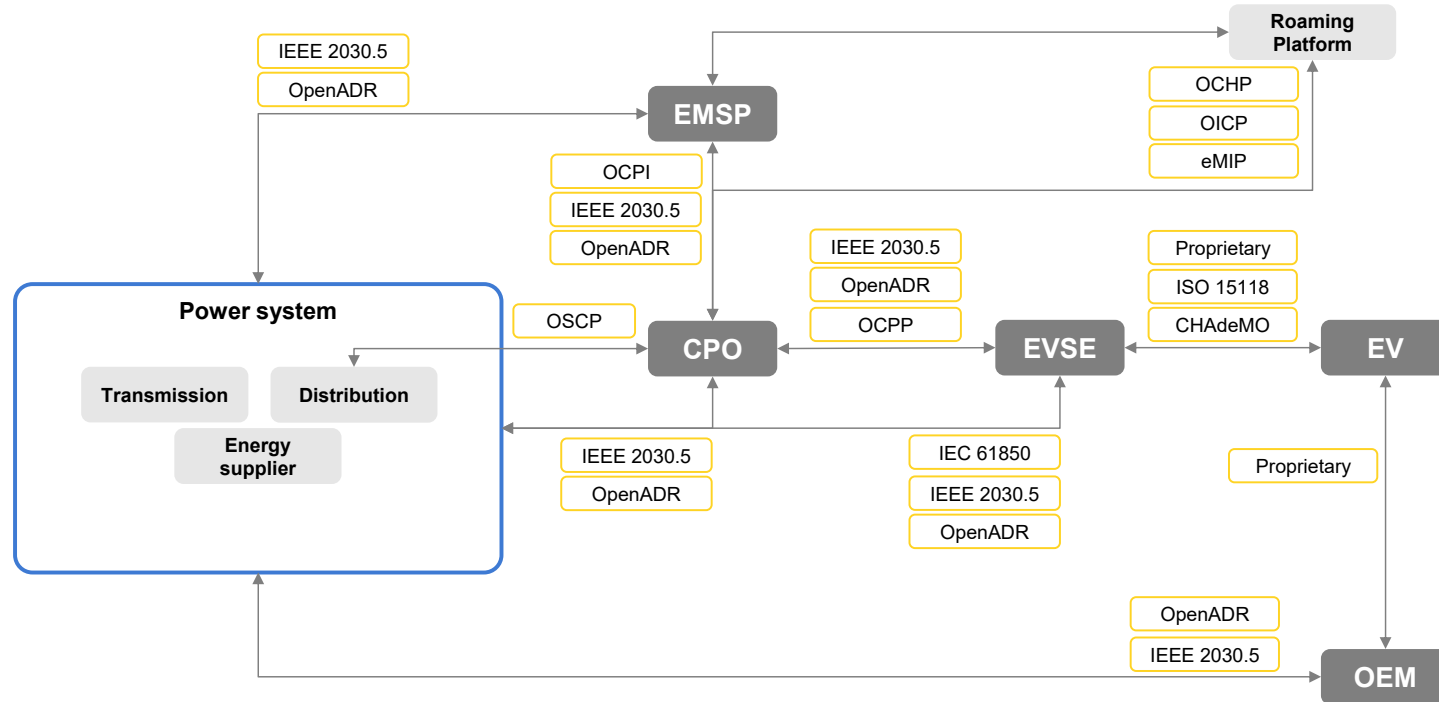 Roaming
Platform
IEEE 2030.5
OpenADR
EMSP
OCHP
OICP
eMIP
OCPI
IEEE 2030.5
OpenADR
IEEE 2030.5
OpenADR
OCPP
Proprietary
ISO 15118
CHAdeMO
Power system
OSCP
CPO
EVSE
EV
Transmission
Distribution
Energy
supplier
IEEE 2030.5
OpenADR
IEC 61850
IEEE 2030.5
OpenADR
Proprietary
OpenADR
IEEE 2030.5
OEM